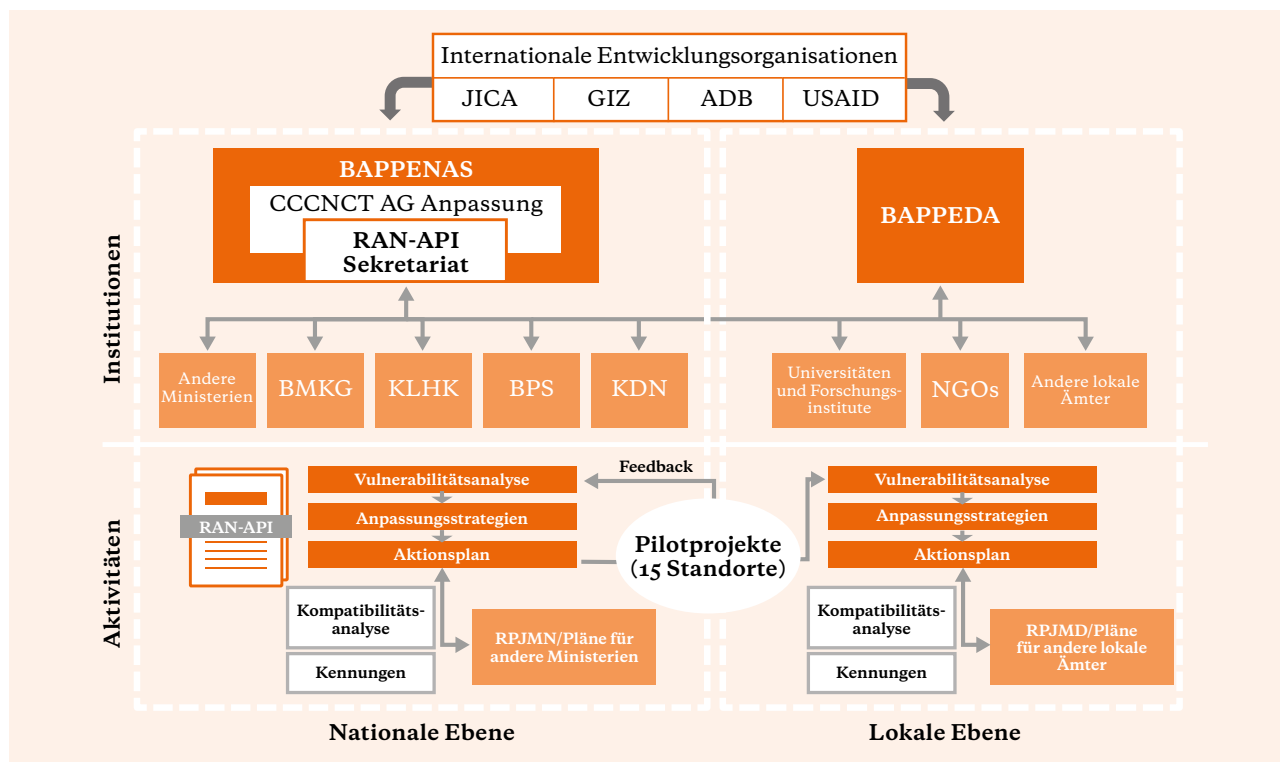 Internationale Entwicklungsorganisationen
JICA GIZ ADB USAID
Institutionen
BAPPENAS
CCCNCT AG Anpassung
RAN-API
Sekretariat
BAPPEDA
Andere
Ministerien
BMKG
KLHK
BPS
KDN
Universitäten
und Forschungs-
institute
NGOs
Andere lokale
Ämter
Aktivitäten
RAN-API
Vulnerabilitätsanalyse
Anpassungsstrategien
Aktionsplan
Kompatibilitäts-
analyse
Kennungen
RPJMN/Pläne für
andere Ministerien
Feedback
Pilotprojekte
(15 Standorte)
Vulnerabilitätsanalyse
Anpassungsstrategien
Aktionsplan
Kompatibilitäts-
analyse
Kennungen
RPJMD/Pläne
für andere lokale
Ämter
Nationale Ebene
Lokale Ebene